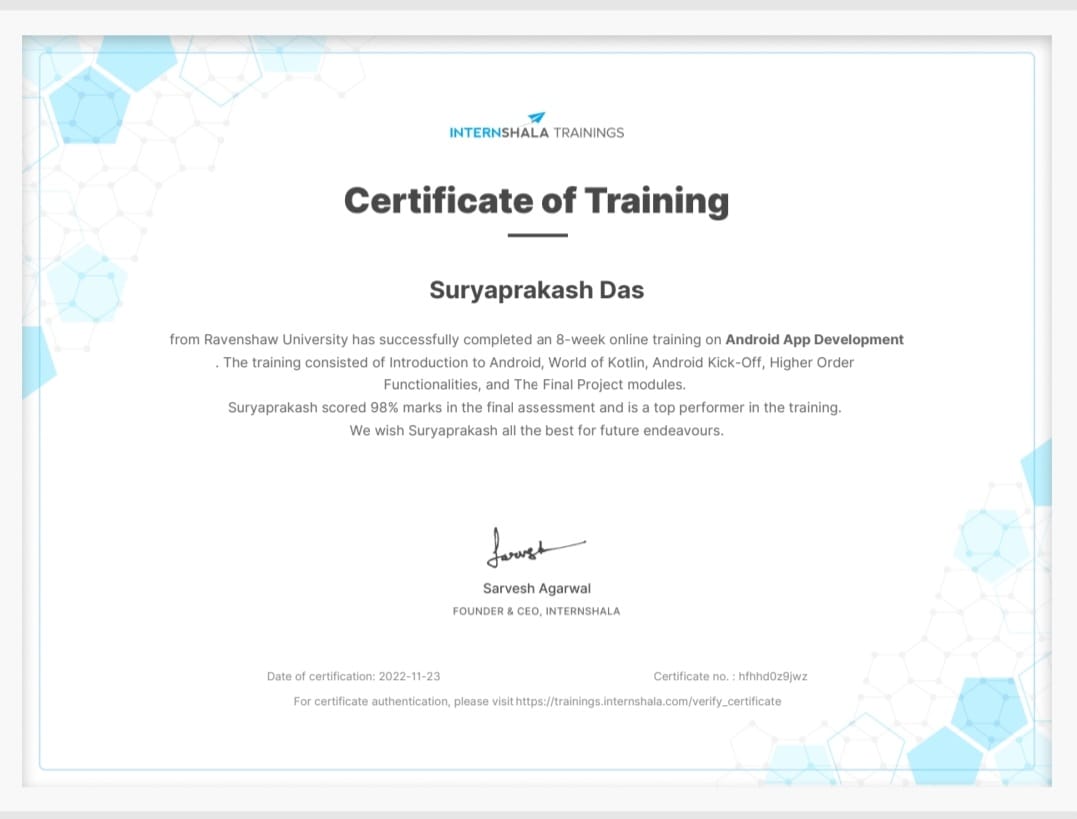 INTERNSHALA TRAININGS
Certificate of Training
Suryaprakash Das
from Ravenshaw University has successfully completed an 8-week online training on Android App Development
. The training consisted of Introduction to Android, World of Kotlin, Android Kick-Off, Higher Order
Functionalities, and The Final Project modules.
Suryaprakash scored 98% marks in the final assessment and is a top performer in the training.
We wish Suryaprakash all the best for future endeavours.
Sarvesh
Sarvesh Agarwal
FOUNDER & CEO, INTERNSHALA
Date of certification: 2022-11-23
Certificate no. : hfhhd0z9jwz
For certificate authentication, please visit https://trainings.internshala.com/verify_certificate